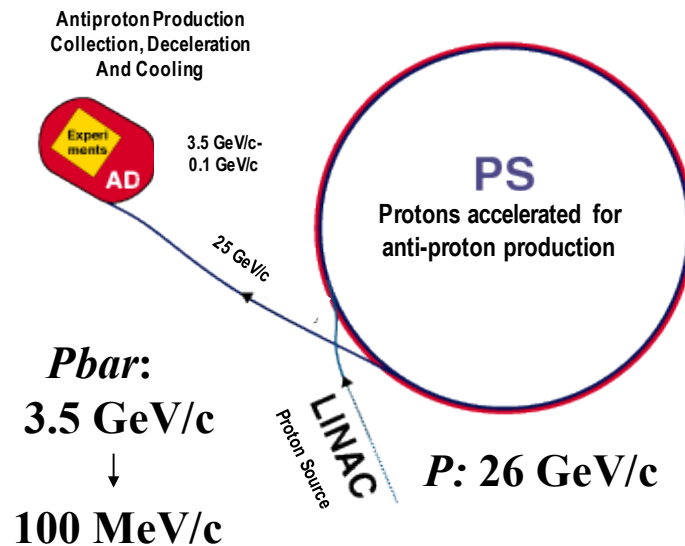 Antiproton Production
Collection, Deceleration
And Cooling
Experi
ments
AD
3.5 GeV/c-
0.1 GeV/c
PS
Protons accelerated for
anti-proton production
25 GeV/c
Pbar:
3.5 GeV/c
↓
100 MeV/c
LINAC
Proton Source
P: 26 GeV/c